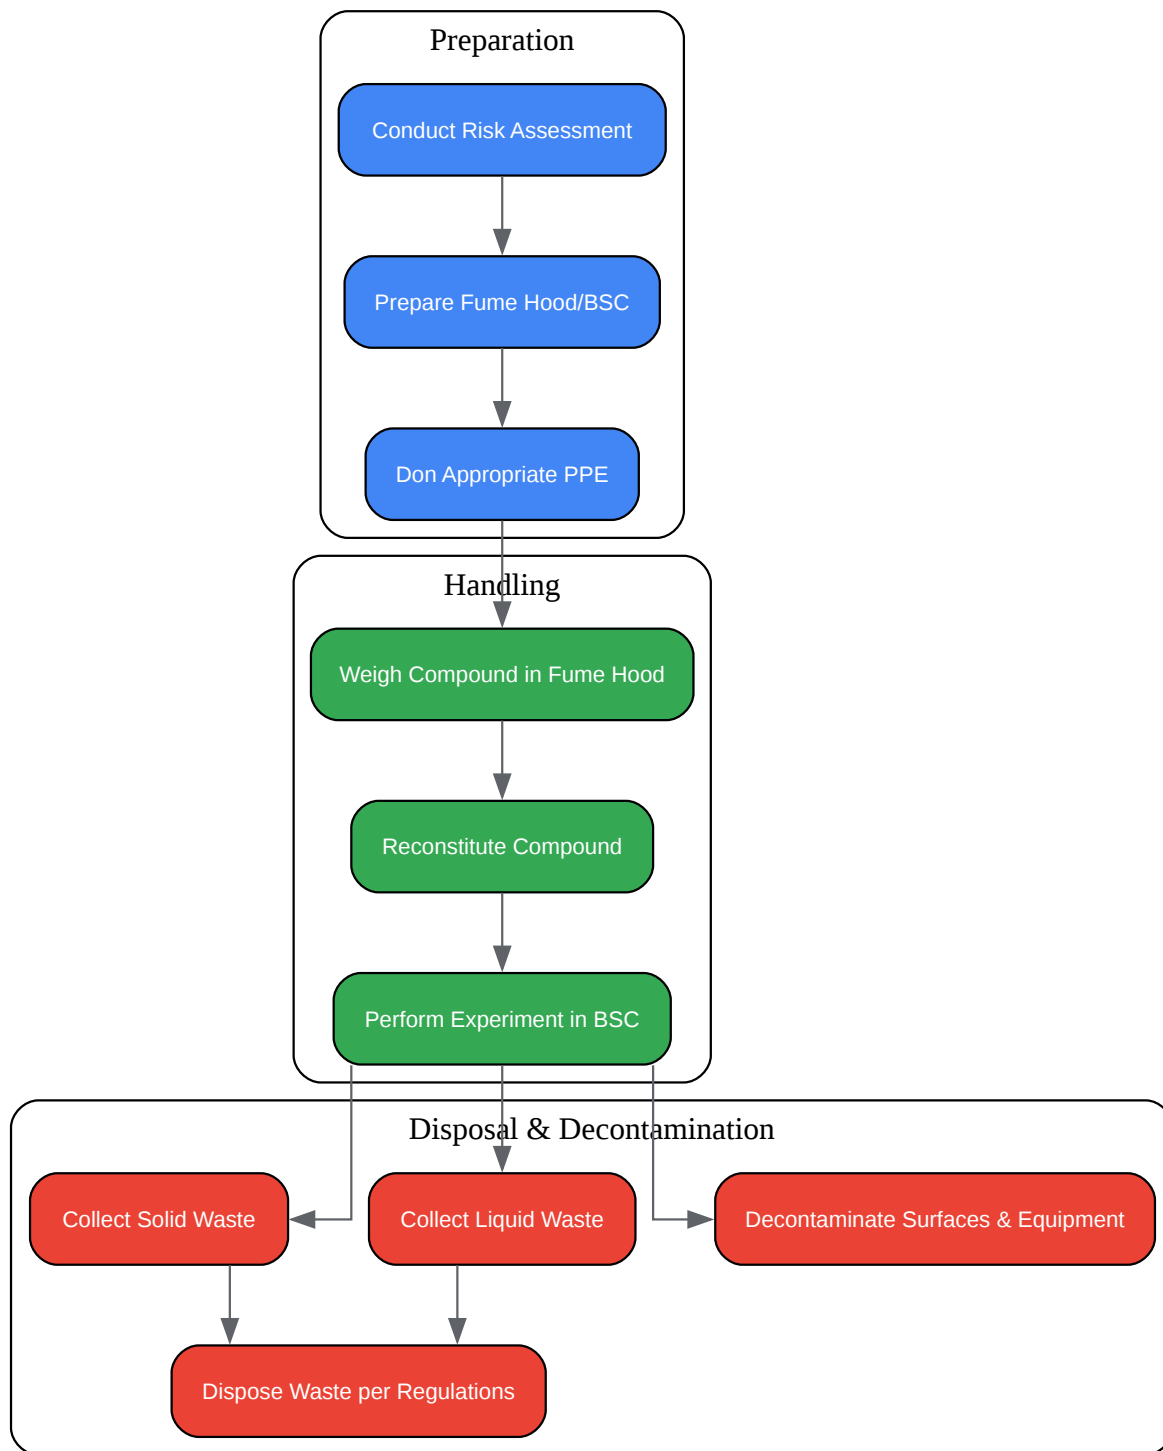 Preparation
Conduct Risk Assessment
Prepare Fume Hood/BSC
Don Appropriate PPE
Handling
Weigh Compound in Fume Hood
Reconstitute Compound
Perform Experiment in BSC
Disposal & Decontamination
Collect Solid Waste
Collect Liquid Waste
Decontaminate Surfaces & Equipment
Dispose Waste per Regulations